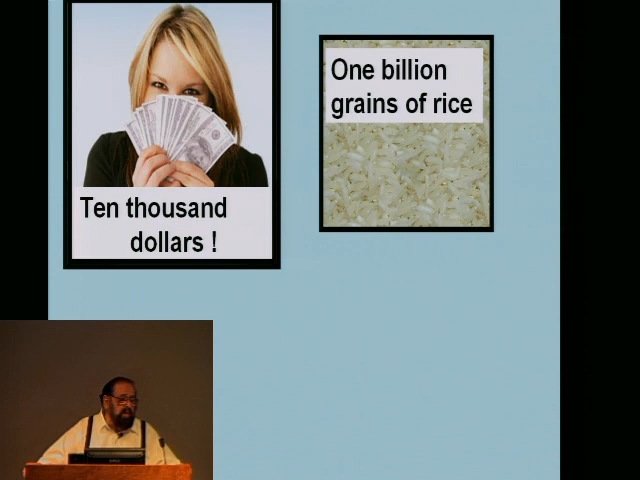 Ten thousand
dollars !
One billion
grains of rice